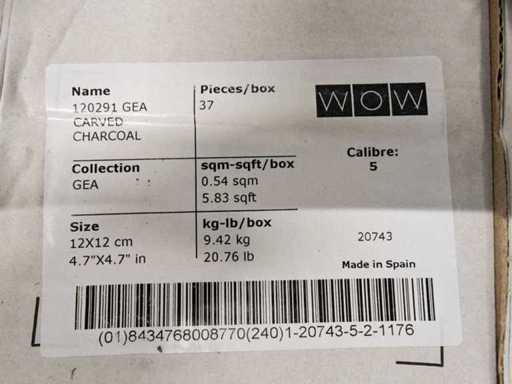 Name
120291 GEA
CARVED
CHARCOAL
Pieces/box
37
WOW
Collection
GEA
sqm-sqft/box
0.54 sqm
5.83 sqft
Calibre:
5
Size
12X12 cm
4.7"X4.7" in
kg-lb/box
9.42 kg
20.76 lb
20743
Made in Spain
(01)8434768008770(240)1-20743-5-2-1176